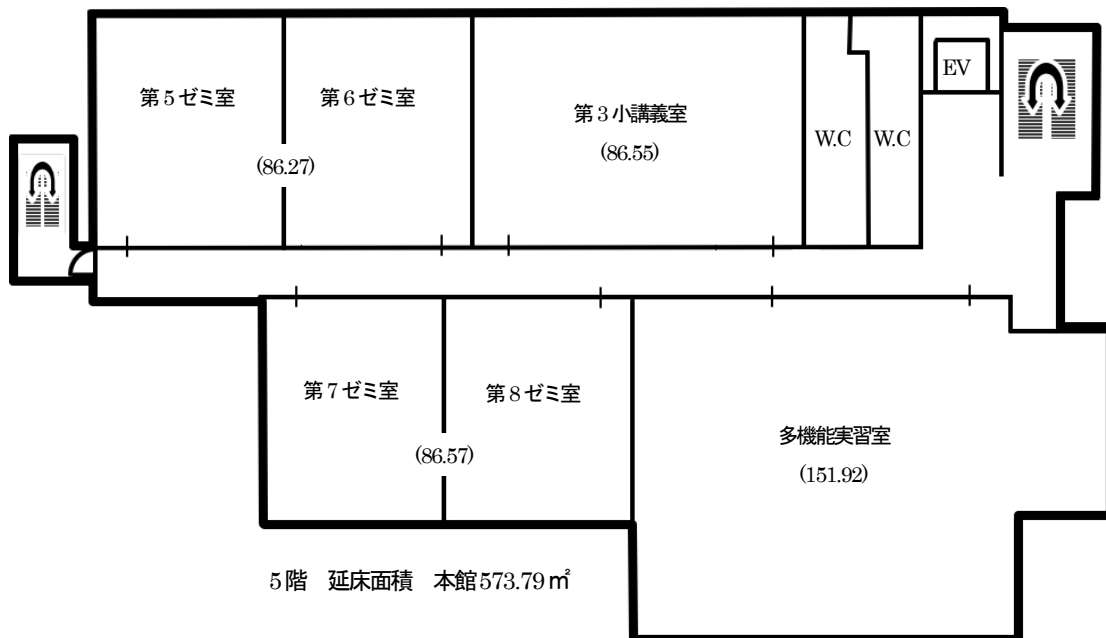 第5ゼミ室
第6ゼミ室
(86.27)
第3小講義室
(86.55)
W.C
W.C
EV
第7ゼミ室
第8ゼミ室
(86.57)
多機能実習室
(151.92)
5階　延床面積　本館573.79㎡